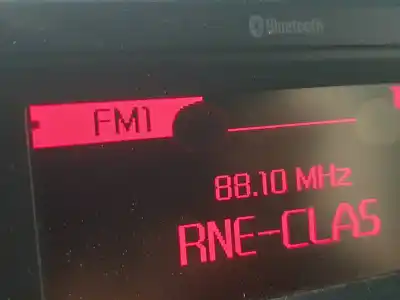 Bluetooth
FM1
88.10 MHz
RNE-CLAS